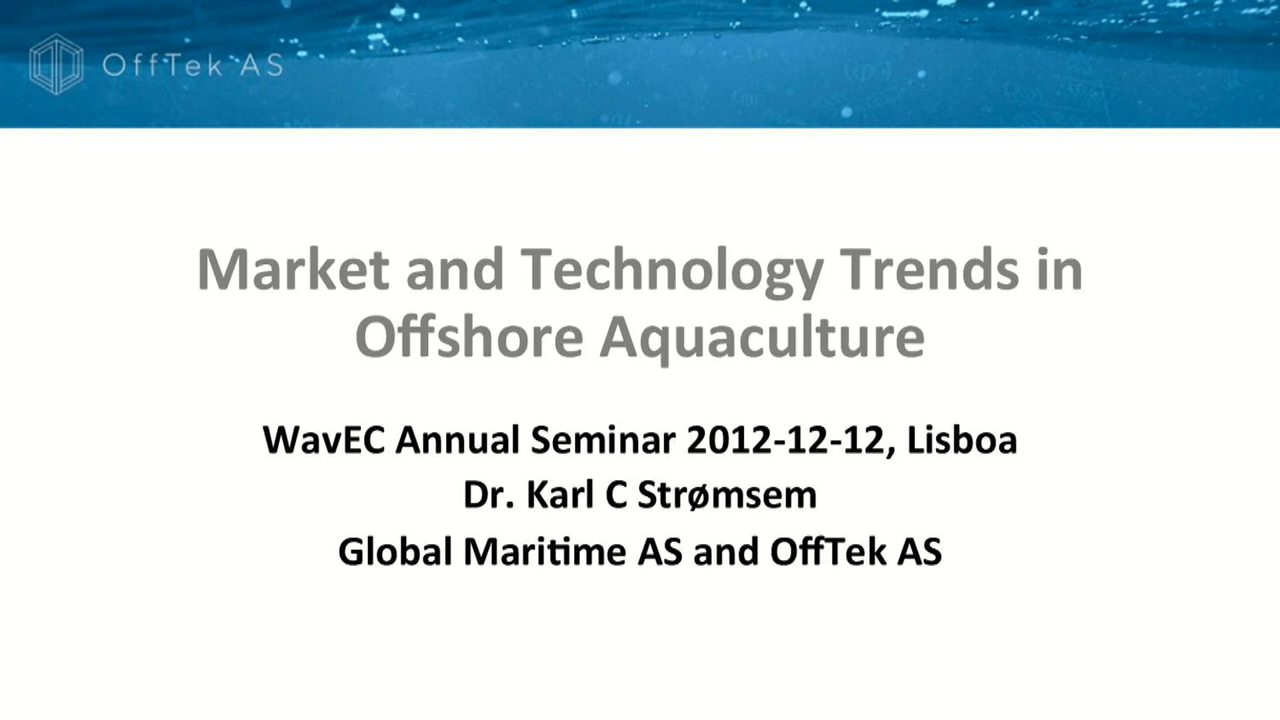 OffTek AS
Market and Technology Trends in
Offshore Aquaculture
WavEC Annual Seminar 2012-12-12, Lisboa
Dr. Karl C Strømsem
Global Maritime AS and OffTek AS